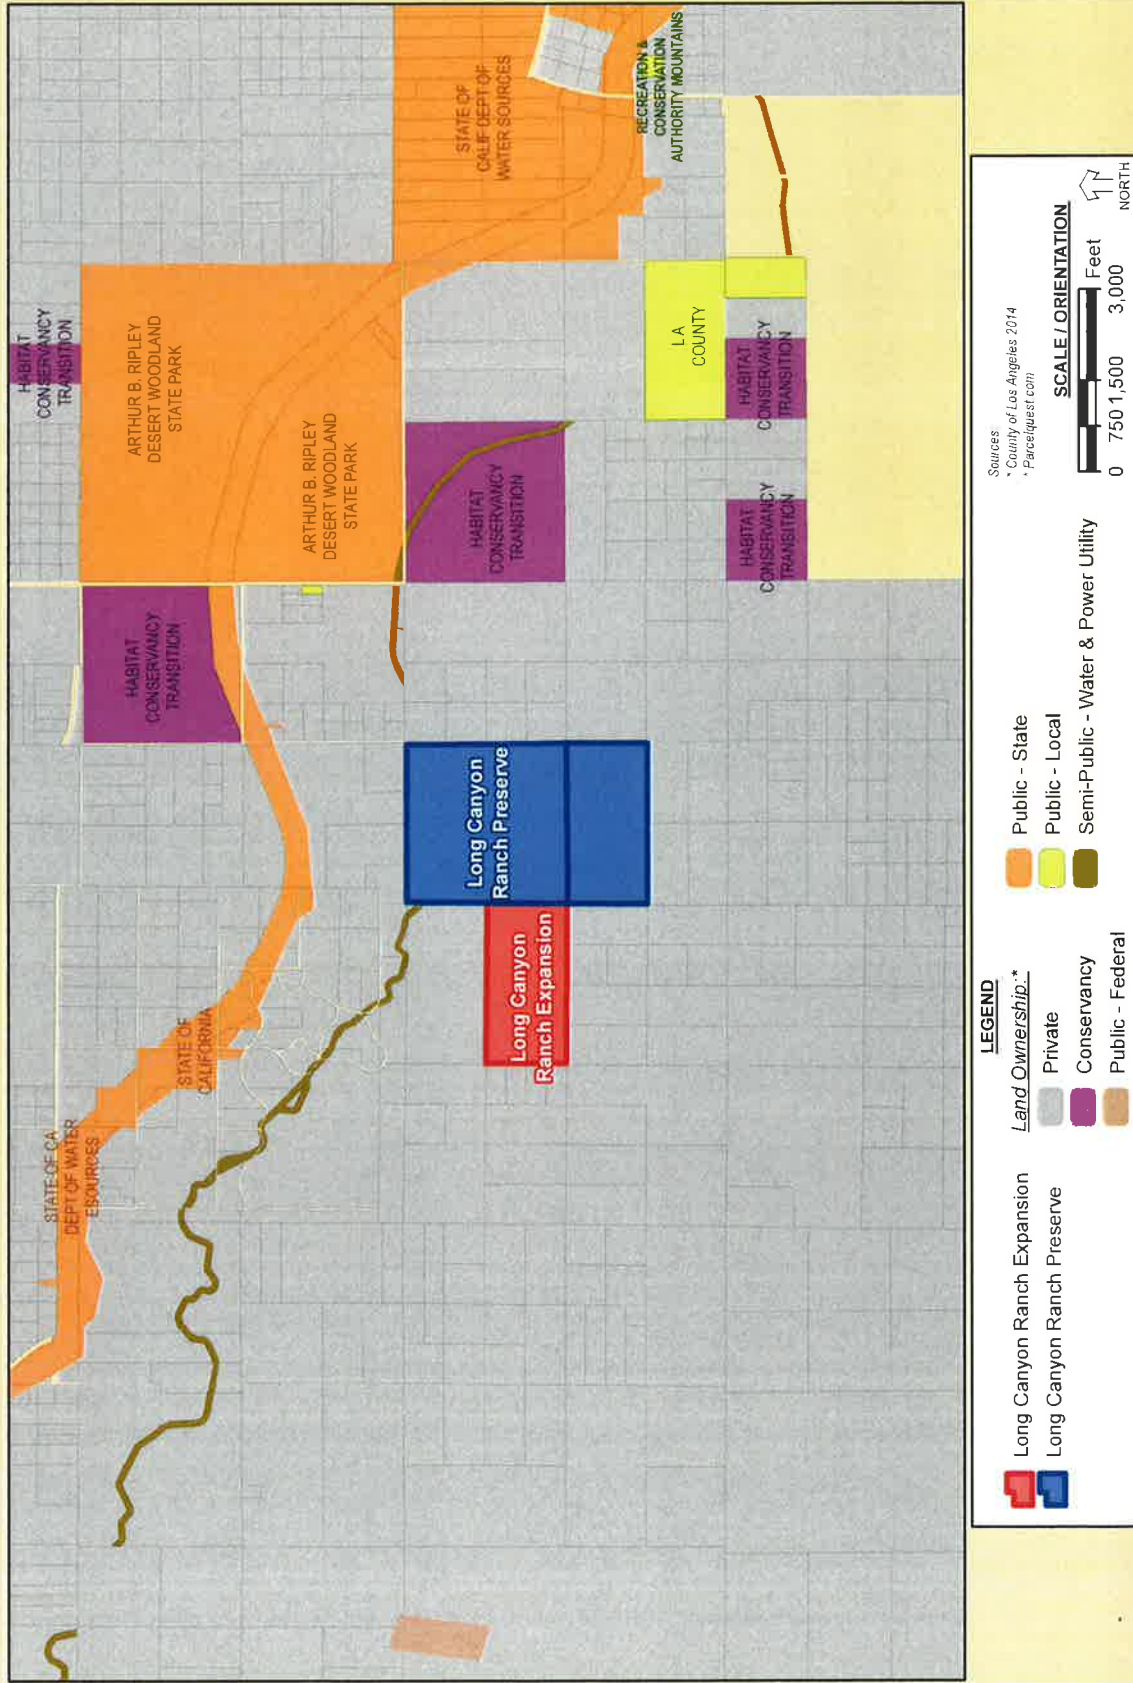 STATE OF CA
DEPT OF WATER
ESOURCES
STATE OF
CALIFORNIA
HABITAT
CONSERVANCY
TRANSITION
HABITAT
CONSERVANCY
TRANSITION
ARTHUR B. RIPLEY
DESERT WOODLAND
STATE PARK
ARTHUR B. RIPLEY
DESERT WOODLAND
STATE PARK
STATE OF
CALIF DEPT OF
WATER SOURCES
RECREATION &
CONSERVATION
AUTHORITY MOUNTAINS
Long Canyon
Ranch Expansion
Long Canyon
Ranch Preserve
HABITAT
CONSERVANCY
TRANSITION
LA
COUNTY
HABITAT
CONSERVANCY
TRANSITION
HABITAT
CONSERVANCY
TRANSITION
LEGEND
Long Canyon Ranch Expansion
Long Canyon Ranch Preserve
Land Ownership:*
Private
Conservancy
Public - Federal
Public - State
Public - Local
Semi-Public - Water & Power Utility
Sources
* County of Los Angeles 2014
* Parcelquest.com
SCALE / ORIENTATION
Feet
0 750 1,500 3,000
NORTH